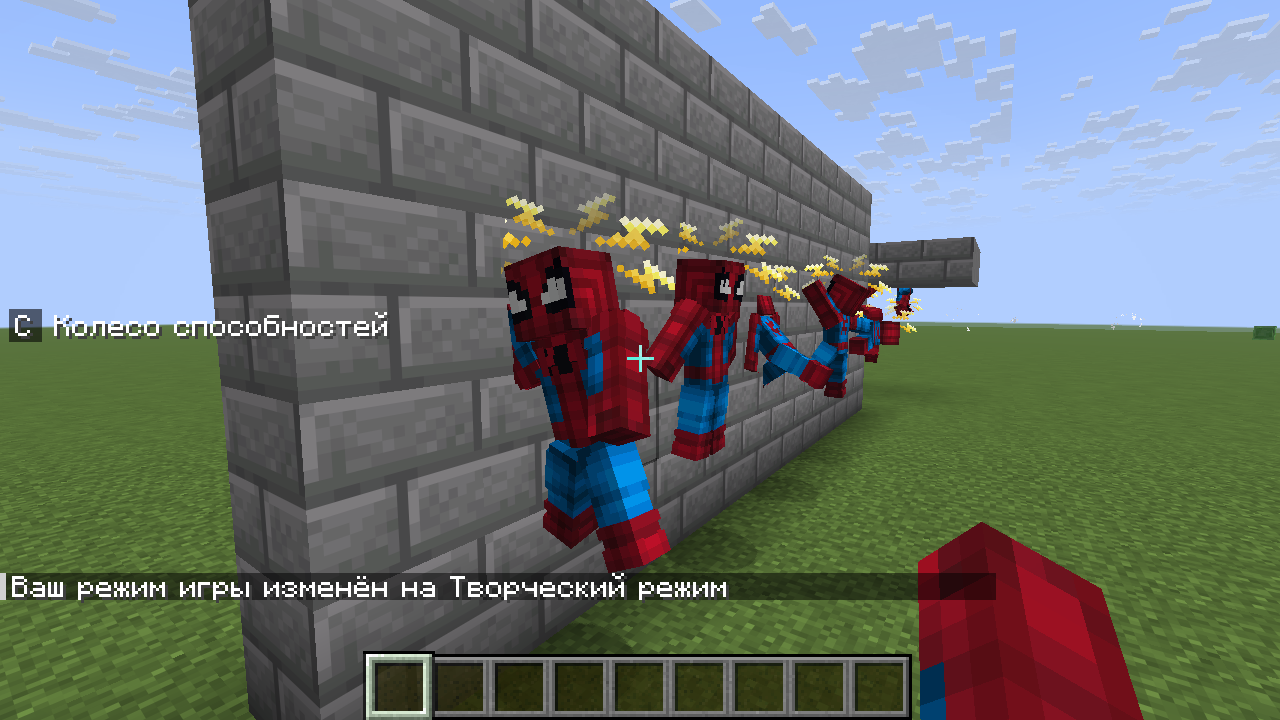 C Колесо способностей
Ваш режим игры изменён на Творческий режим